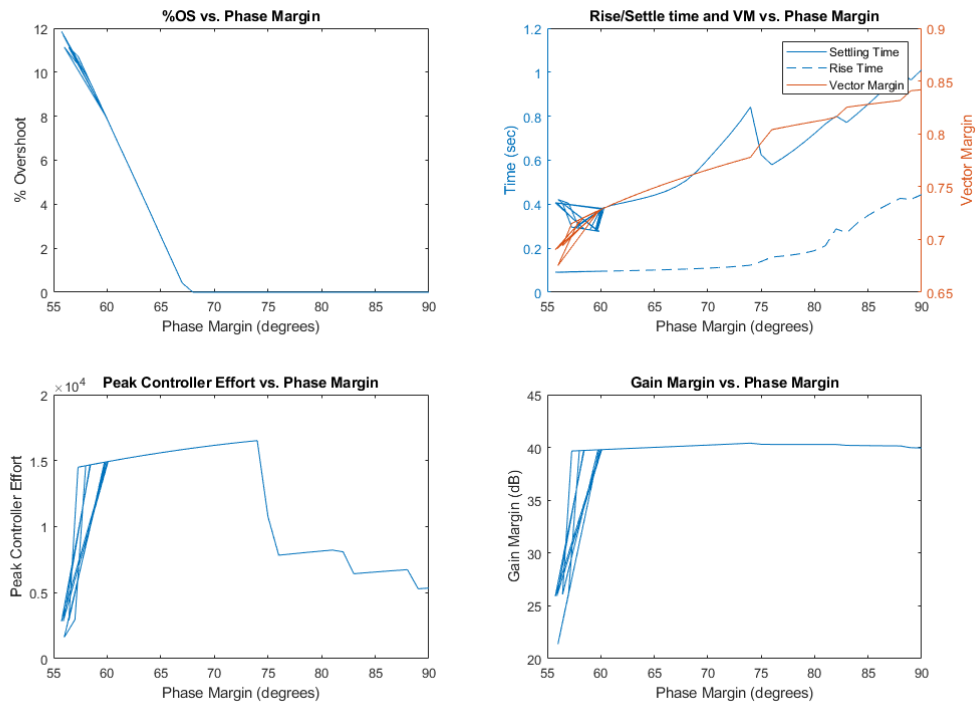 %OS vs. Phase Margin
12
10
8
6
4
2
0
% Overshoot
55 60 65 70 75 80 85 90
Phase Margin (degrees)
Rise/Settle time and VM vs. Phase Margin
1.2
1
0.8
0.6
0.4
0.2
0
Time (sec)
Settling Time
Rise Time
Vector Margin
0.9
0.85
0.8
0.75
0.7
0.65
Vector Margin
55 60 65 70 75 80 85 90
Phase Margin (degrees)
Peak Controller Effort vs. Phase Margin
×10⁴
2
1.5
1
0.5
0
Peak Controller Effort
55 60 65 70 75 80 85 90
Phase Margin (degrees)
Gain Margin vs. Phase Margin
45
40
35
30
25
20
Gain Margin (dB)
55 60 65 70 75 80 85 90
Phase Margin (degrees)